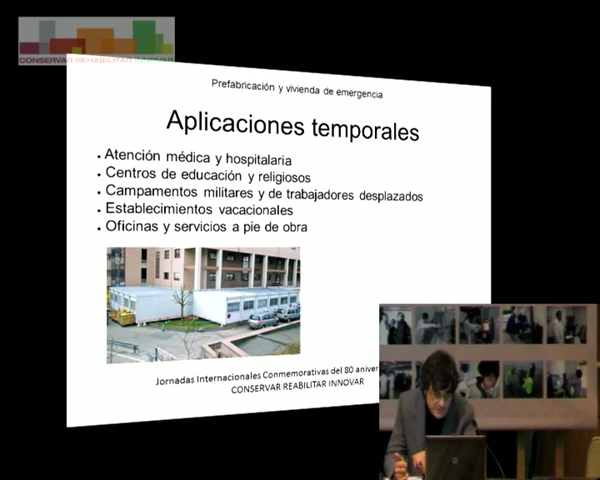 CONSERVAR REHABILITAR INNOVAR
Prefabricación y vivienda de emergencia
Aplicaciones temporales
• Atención médica y hospitalaria
• Centros de educación y religiosos
• Campamentos militares y de trabajadores desplazados
• Establecimientos vacacionales
• Oficinas y servicios a pie de obra
Jornadas Internacionales Conmemorativas del 80 aniver
CONSERVAR REABILITAR INNOVAR